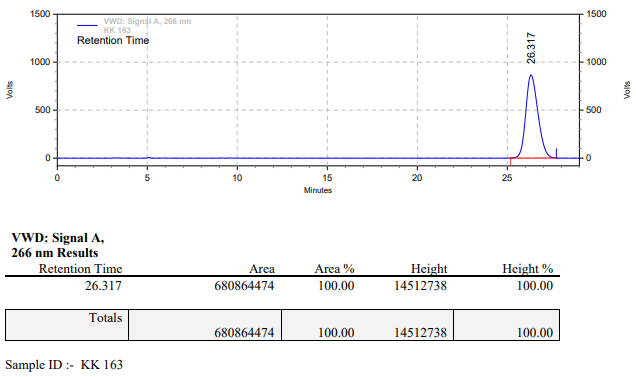 1500 1500
VWD: Signal A, 266 nm
KK 163
Retention Time
26.317
1000 1000
Volts Volts
500 500
0 0
0 5 10 15 20 25
Minutes
VWD: Signal A,
266 nm Results
Retention Time Area Area % Height Height %
26.317 680864474 100.00 14512738 100.00
Totals
680864474 100.00 14512738 100.00
Sample ID :- KK 163